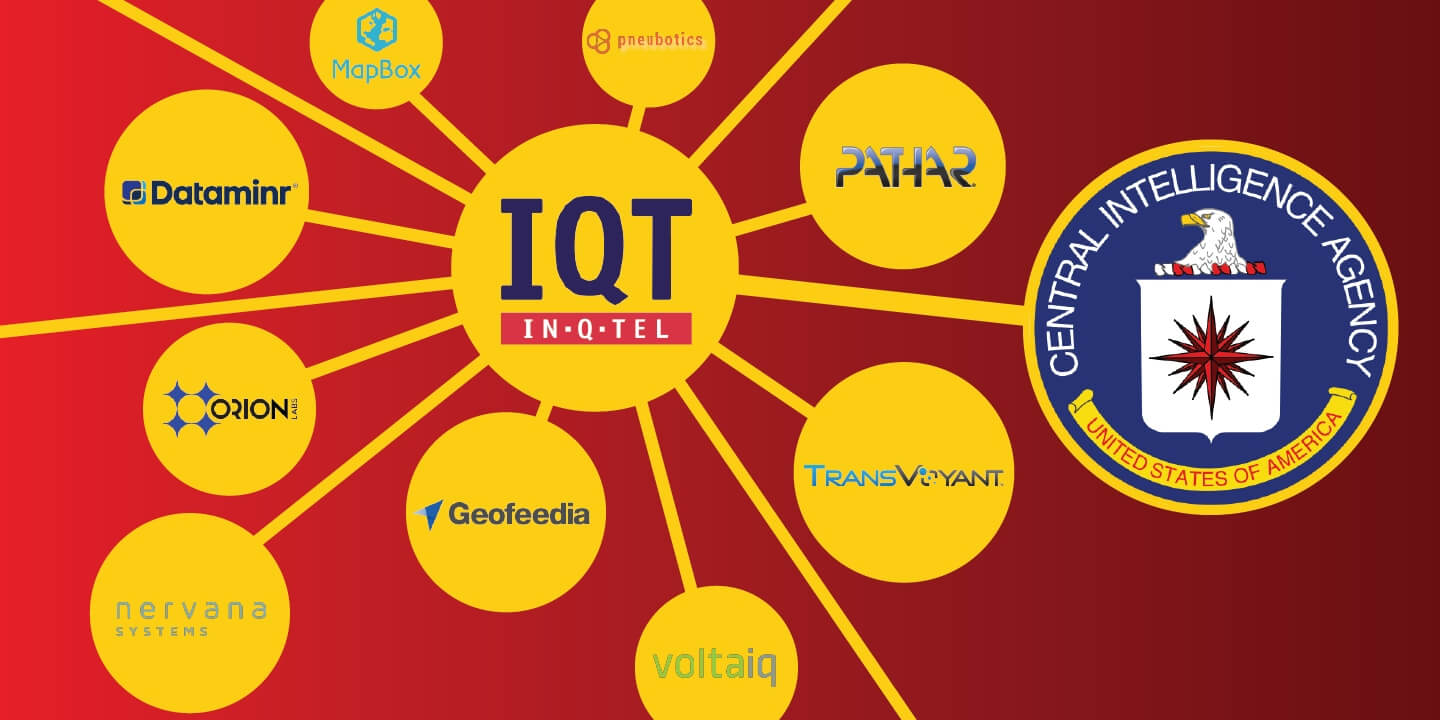 MapBox
pneubotics
Dataminr®
PATHAR
IQT
IN·Q·TEL
CENTRAL INTELLIGENCE AGENCY
UNITED STATES OF AMERICA
ORION
LABS
TRANSVOYANT
Geofeedia
nervana
SYSTEMS
voltaiq